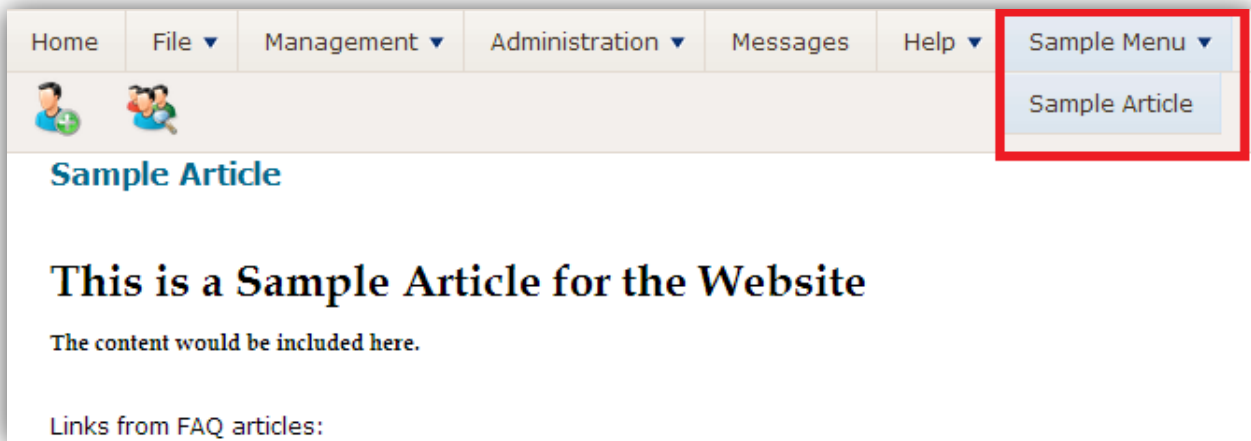 Home File ▼ Management ▼ Administration ▼ Messages Help ▼ Sample Menu ▼
Sample Article
Sample Article
This is a Sample Article for the Website
The content would be included here.
Links from FAQ articles: